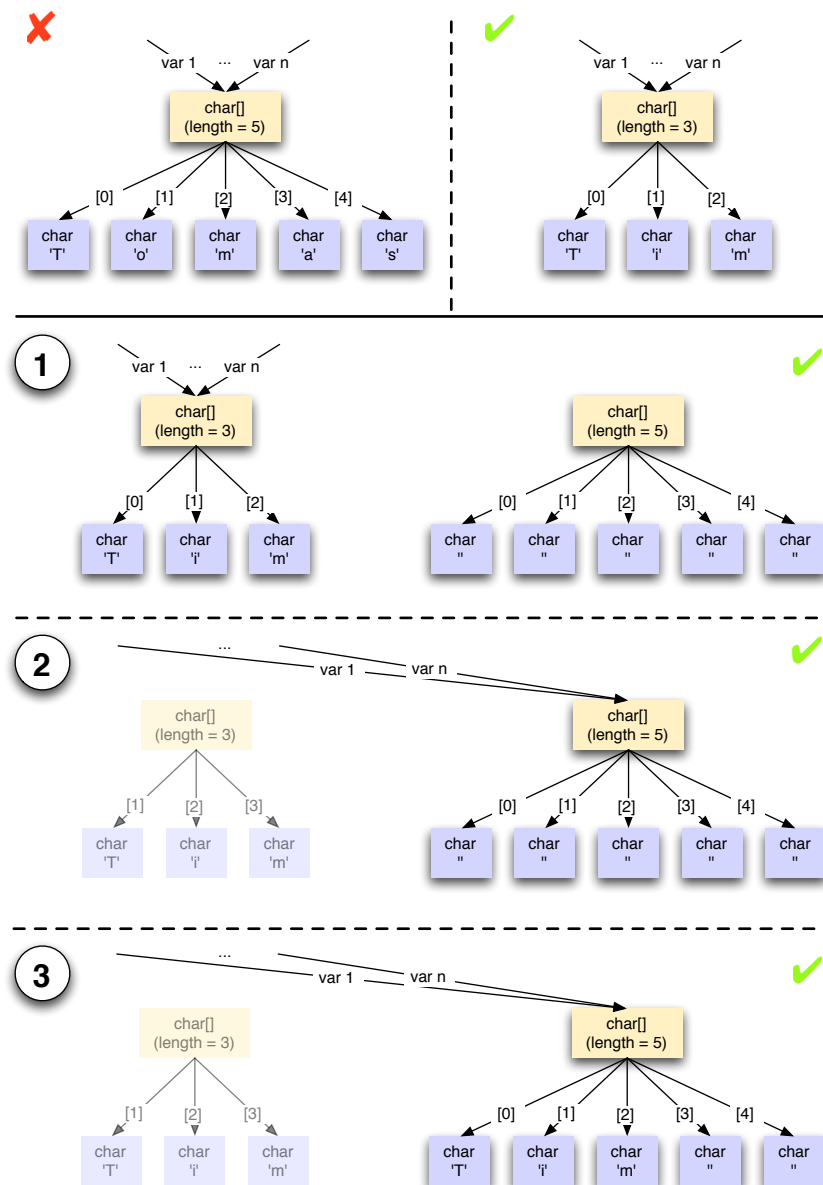 var 1 ... var n
char[]
(length = 5)
[0] [1] [2] [3] [4]
char char char char char
'T' 'o' 'm' 'a' 's'
var 1 ... var n
char[]
(length = 3)
[0] [1] [2]
char char char
'T' 'i' 'm'
1
var 1 ... var n
char[]
(length = 3)
[0] [1] [2]
char char char
'T' 'i' 'm'
char[]
(length = 5)
[0] [1] [2] [3] [4]
char char char char char
'' '' '' '' ''
2
...
var 1 var n
char[]
(length = 3)
[1] [2] [3]
char char char
'T' 'i' 'm'
char[]
(length = 5)
[0] [1] [2] [3] [4]
char char char char char
'' '' '' '' ''
3
...
var 1 var n
char[]
(length = 3)
[1] [2] [3]
char char char
'T' 'i' 'm'
char[]
(length = 5)
[0] [1] [2] [3] [4]
char char char char char
'T' 'i' 'm' '' ''